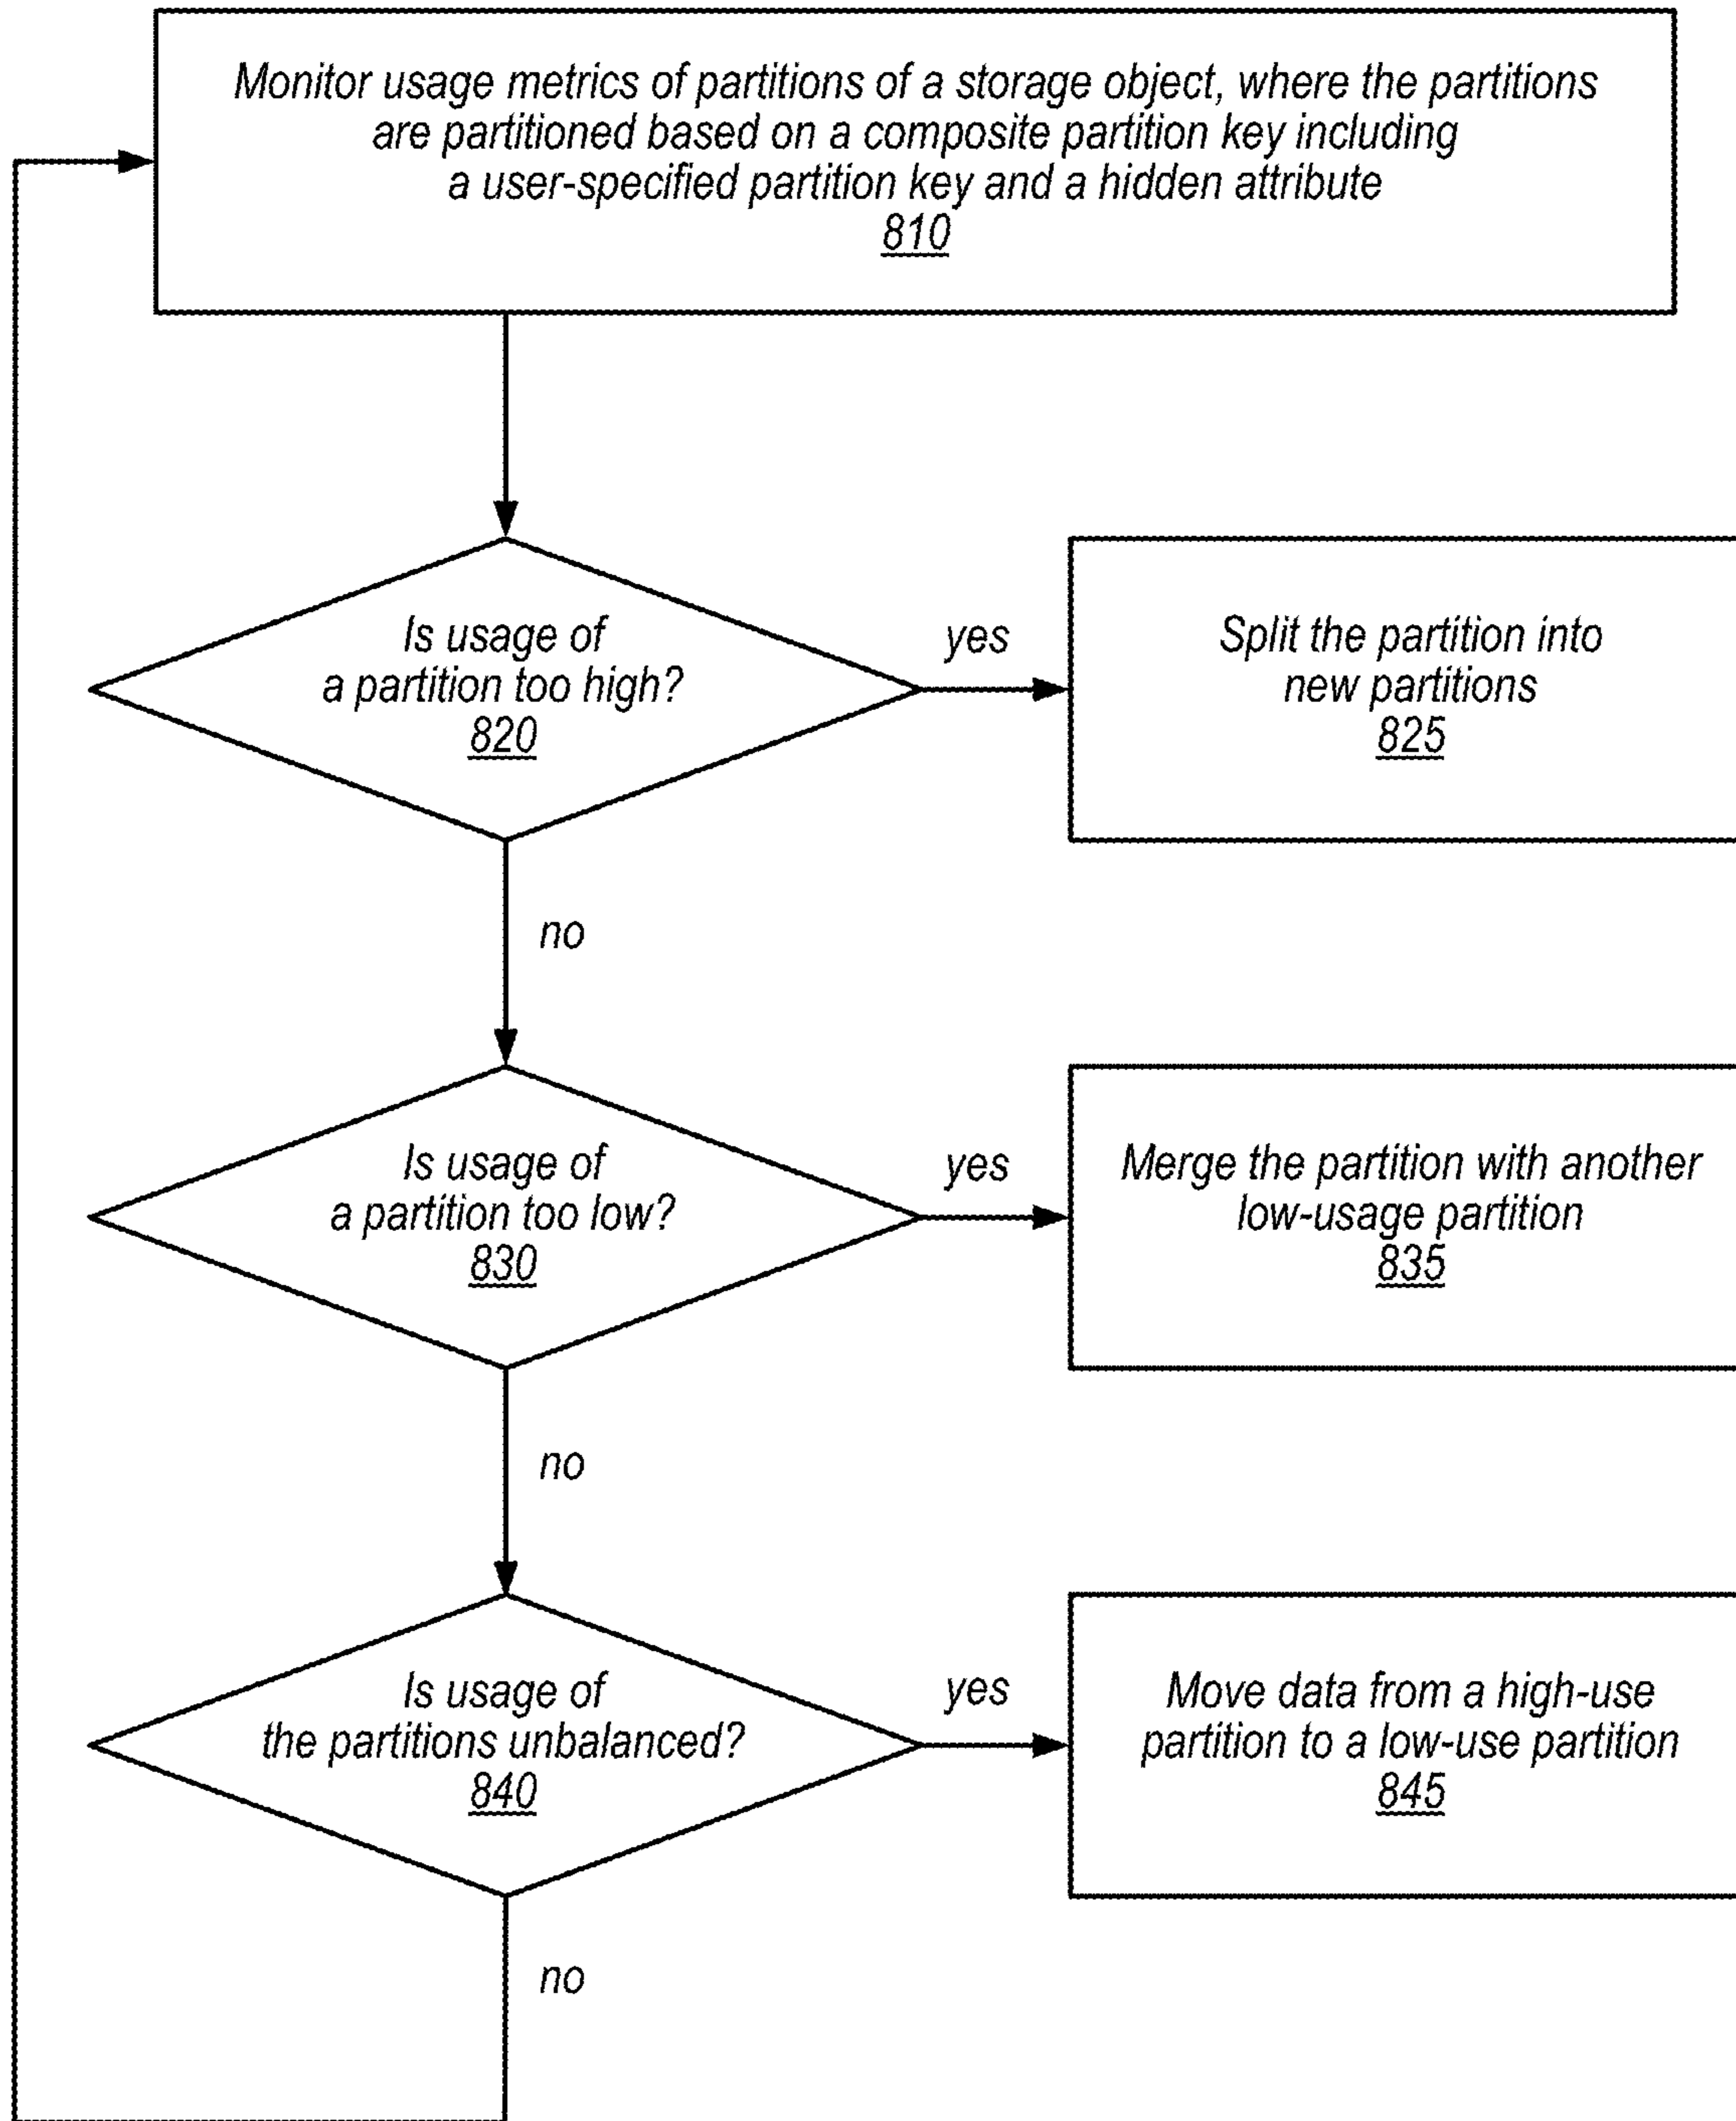 Monitor usage metrics of partitions of a storage object, where the partitions
are partitioned based on a composite partition key including
a user-specified partition key and a hidden attribute
810
Is usage of
a partition too high?
820
yes
Split the partition into
new partitions
825
no
Is usage of
a partition too low?
830
yes
Merge the partition with another
low-usage partition
835
no
Is usage of
the partitions unbalanced?
840
yes
Move data from a high-use
partition to a low-use partition
845
no